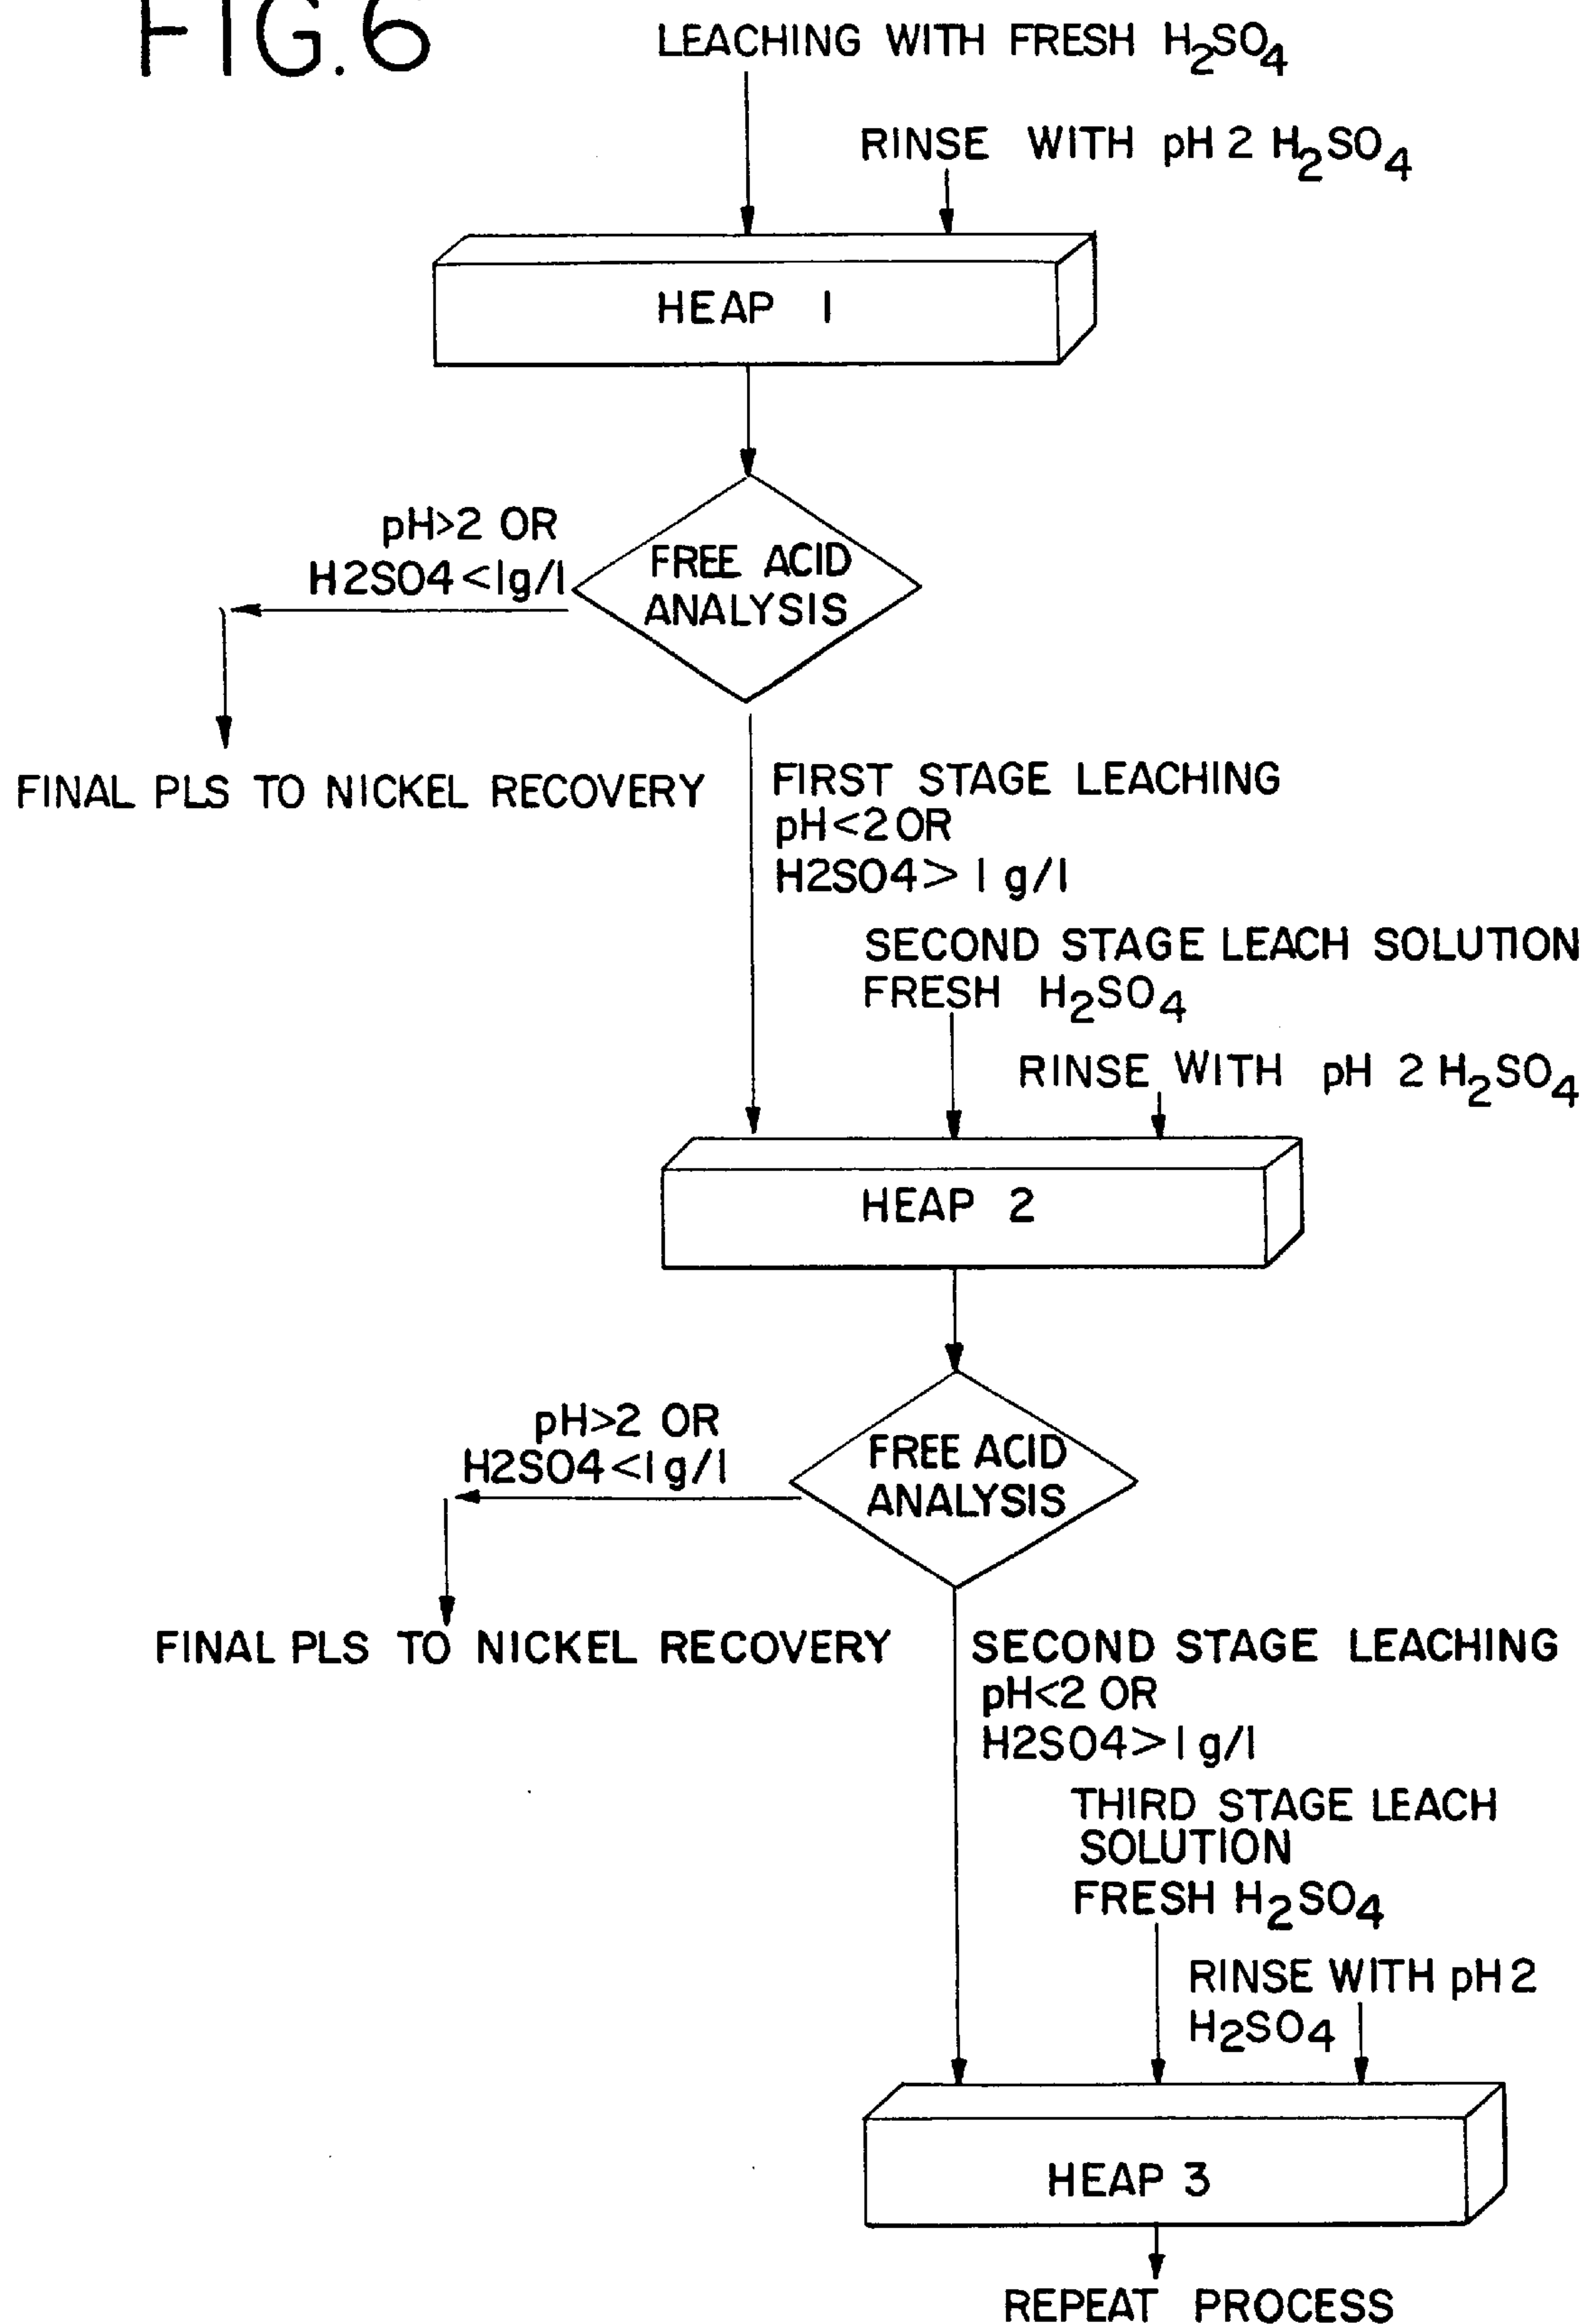 FIG.6
LEACHING WITH FRESH H2SO4
RINSE WITH pH 2 H2SO4
HEAP 1
pH>2 OR
H2SO4<1g/l
FREE ACID
ANALYSIS
FINAL PLS TO NICKEL RECOVERY
FIRST STAGE LEACHING
pH<2 OR
H2SO4> 1 g/l
SECOND STAGE LEACH SOLUTION
FRESH H2SO4
RINSE WITH pH 2 H2SO4
HEAP 2
pH>2 OR
H2SO4<1g/l
FREE ACID
ANALYSIS
FINAL PLS TO NICKEL RECOVERY
SECOND STAGE LEACHING
pH<2 OR
H2SO4>1g/l
THIRD STAGE LEACH
SOLUTION
FRESH H2SO4
RINSE WITH pH2
H2SO4
HEAP 3
REPEAT PROCESS